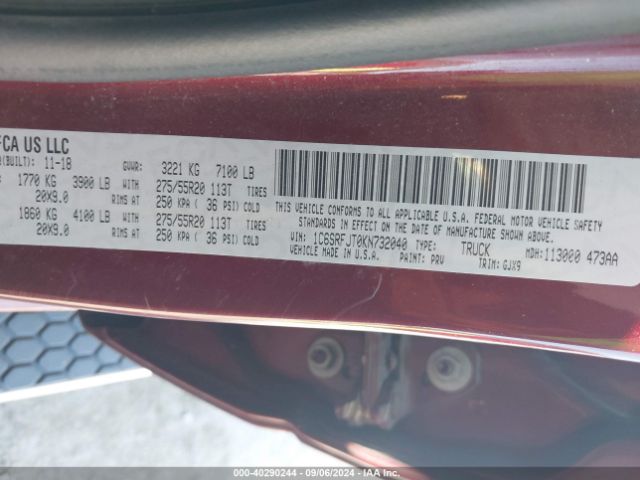 FCA US LLC
(BUILT): 11-18 GVWR: 3221 KG 7100 LB
1770 KG 3900 LB WITH 275/55R20 113T TIRES
20X9.0 RIMS AT 250 KPA ( 36 PSI) COLD
1860 KG 4100 LB WITH 275/55R20 113T TIRES
20X9.0 RIMS AT 250 KPA ( 36 PSI) COLD
THIS VEHICLE CONFORMS TO ALL APPLICABLE U.S.A. FEDERAL MOTOR VEHICLE SAFETY
STANDARDS IN EFFECT ON THE DATE OF MANUFACTURE SHOWN ABOVE.
VIN: 1C6SRFJT0KN732040 TYPE: TRUCK MDH: 113000 473AA
VEHICLE MADE IN U.S.A. PAINT: PRV TRIM: GJX9
000-40290244 - 09/06/2024 - IAA Inc.